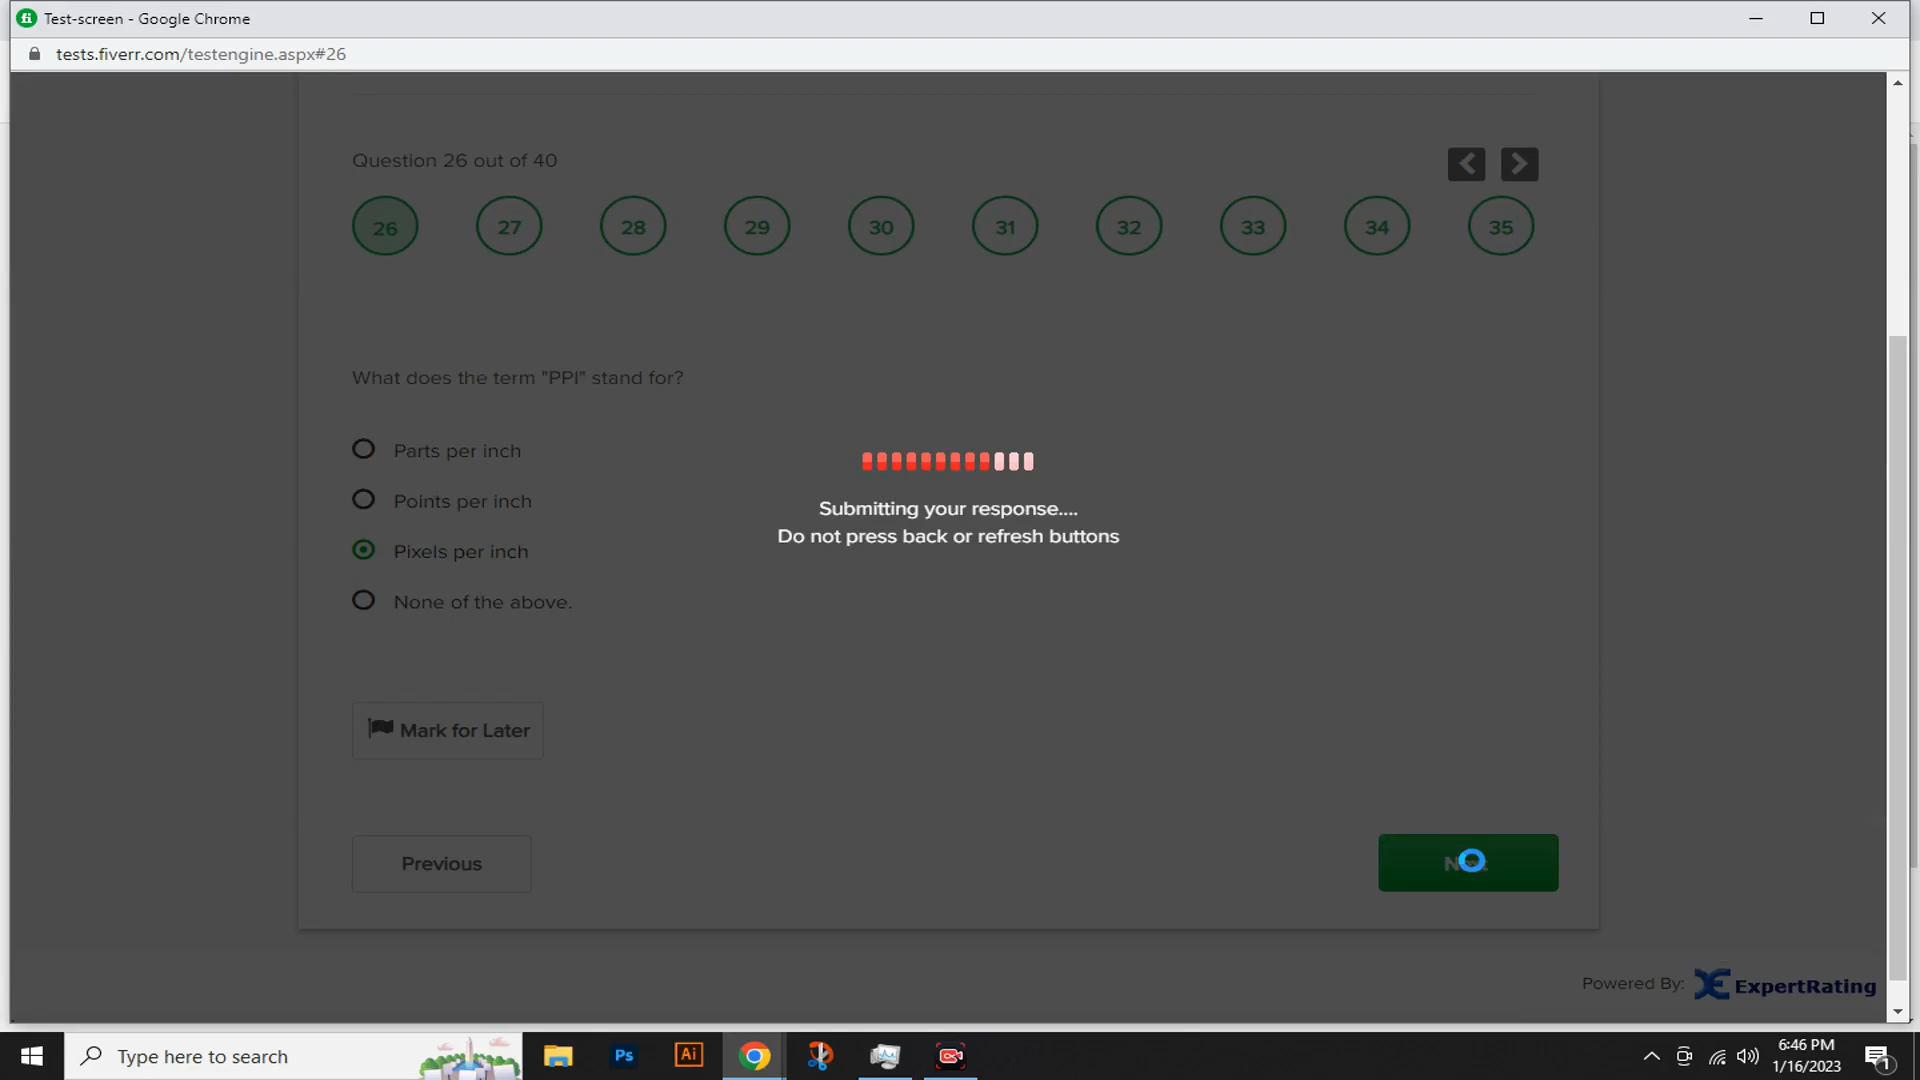 Test-screen - Google Chrome
tests.fiverr.com/testengine.aspx#26
Question 26 out of 40
26 27 28 29 30 31 32 33 34 35
What does the term "PPI" stand for?
Parts per inch
Points per inch
Pixels per inch
None of the above.
Submitting your response....
Do not press back or refresh buttons
Mark for Later
Previous
Powered By: ExpertRating
Type here to search
Ps
Ai
6:46 PM
1/16/2023
1